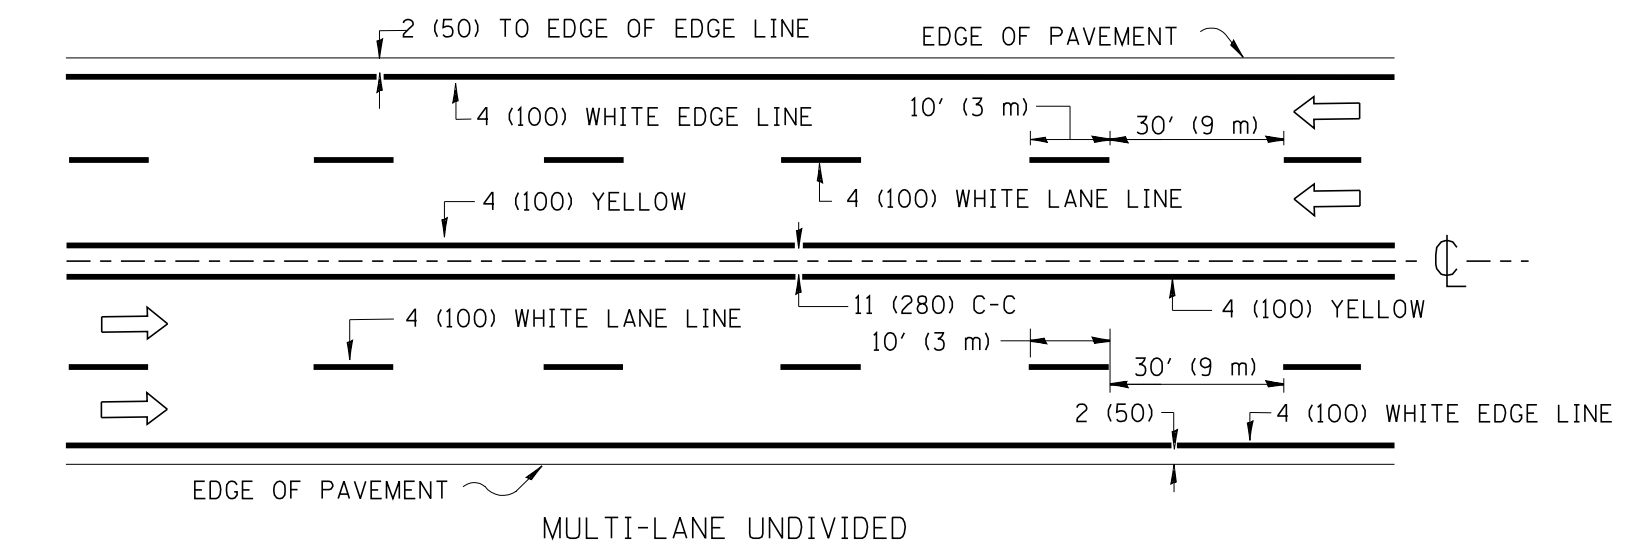 2 (50) TO EDGE OF EDGE LINE
EDGE OF PAVEMENT
4 (100) WHITE EDGE LINE
10' (3 m)
30' (9 m)
4 (100) YELLOW
4 (100) WHITE LANE LINE
CL
11 (280) C-C
4 (100) YELLOW
4 (100) WHITE LANE LINE
10' (3 m)
30' (9 m)
2 (50)
4 (100) WHITE EDGE LINE
EDGE OF PAVEMENT
MULTI-LANE UNDIVIDED